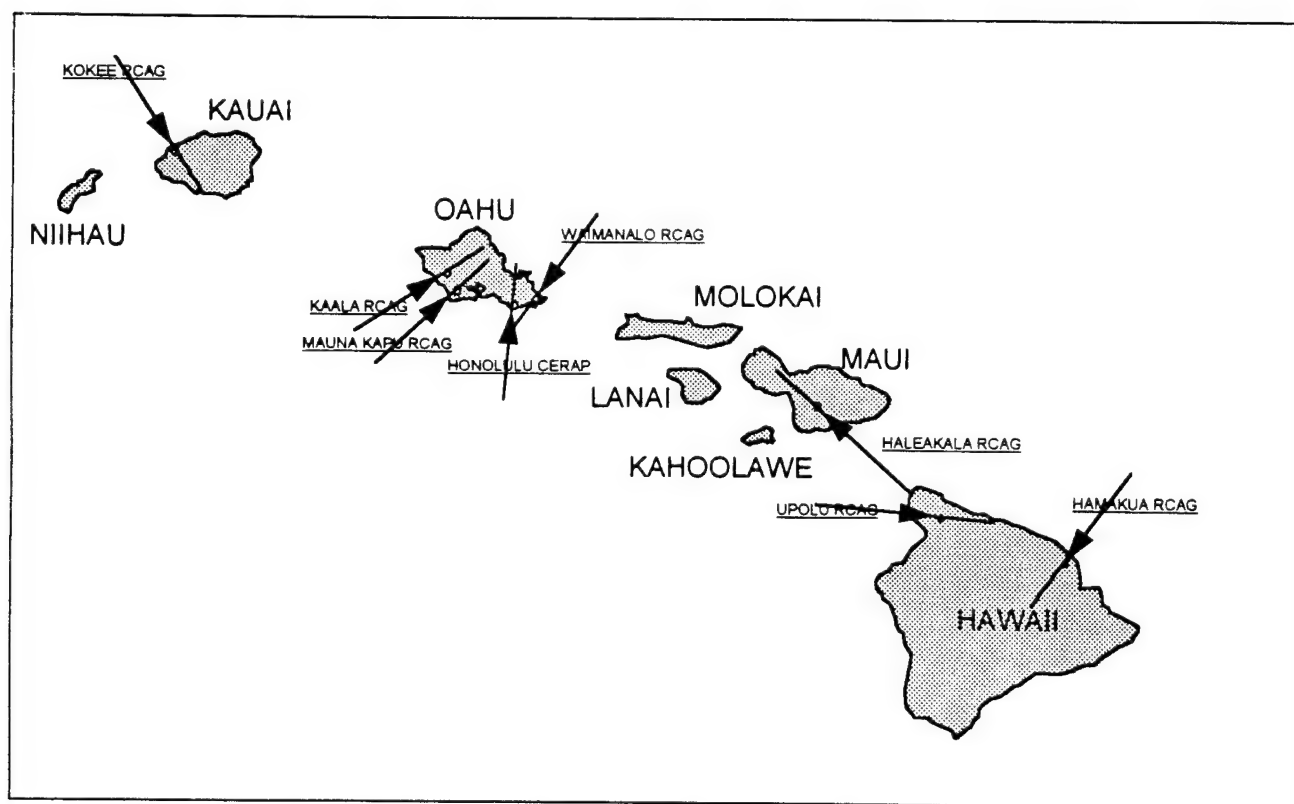 KOKEE RCAG
KAUAI
NIIHAU
OAHU
WAIMANALO RCAG
KAALA RCAG
MAUNA KAPU RCAG
HONOLULU CERAP
MOLOKAI
MAUI
LANAI
KAHOOLAWE
HALEAKALA RCAG
UPOLU RCAG
HAMAKUA RCAG
HAWAII